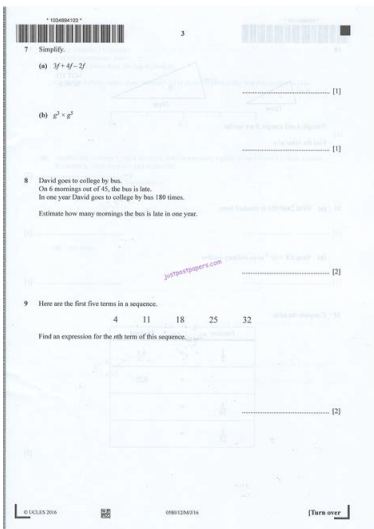 * 1034994102 *
3
7 Simplify.
(a) 3f + 4f – 2f
[1]
(b) g³ × g⁵
[1]
8 David goes to college by bus.
On 6 mornings out of 45, the bus is late.
In one year David goes to college by bus 180 times.
Estimate how many mornings the bus is late in one year.
justpastpapers.com
[2]
9 Here are the first five terms in a sequence.
4 11 18 25 32
Find an expression for the nth term of this sequence.
[2]
© UCLES 2016
0580/12/M/J/16
[Turn over